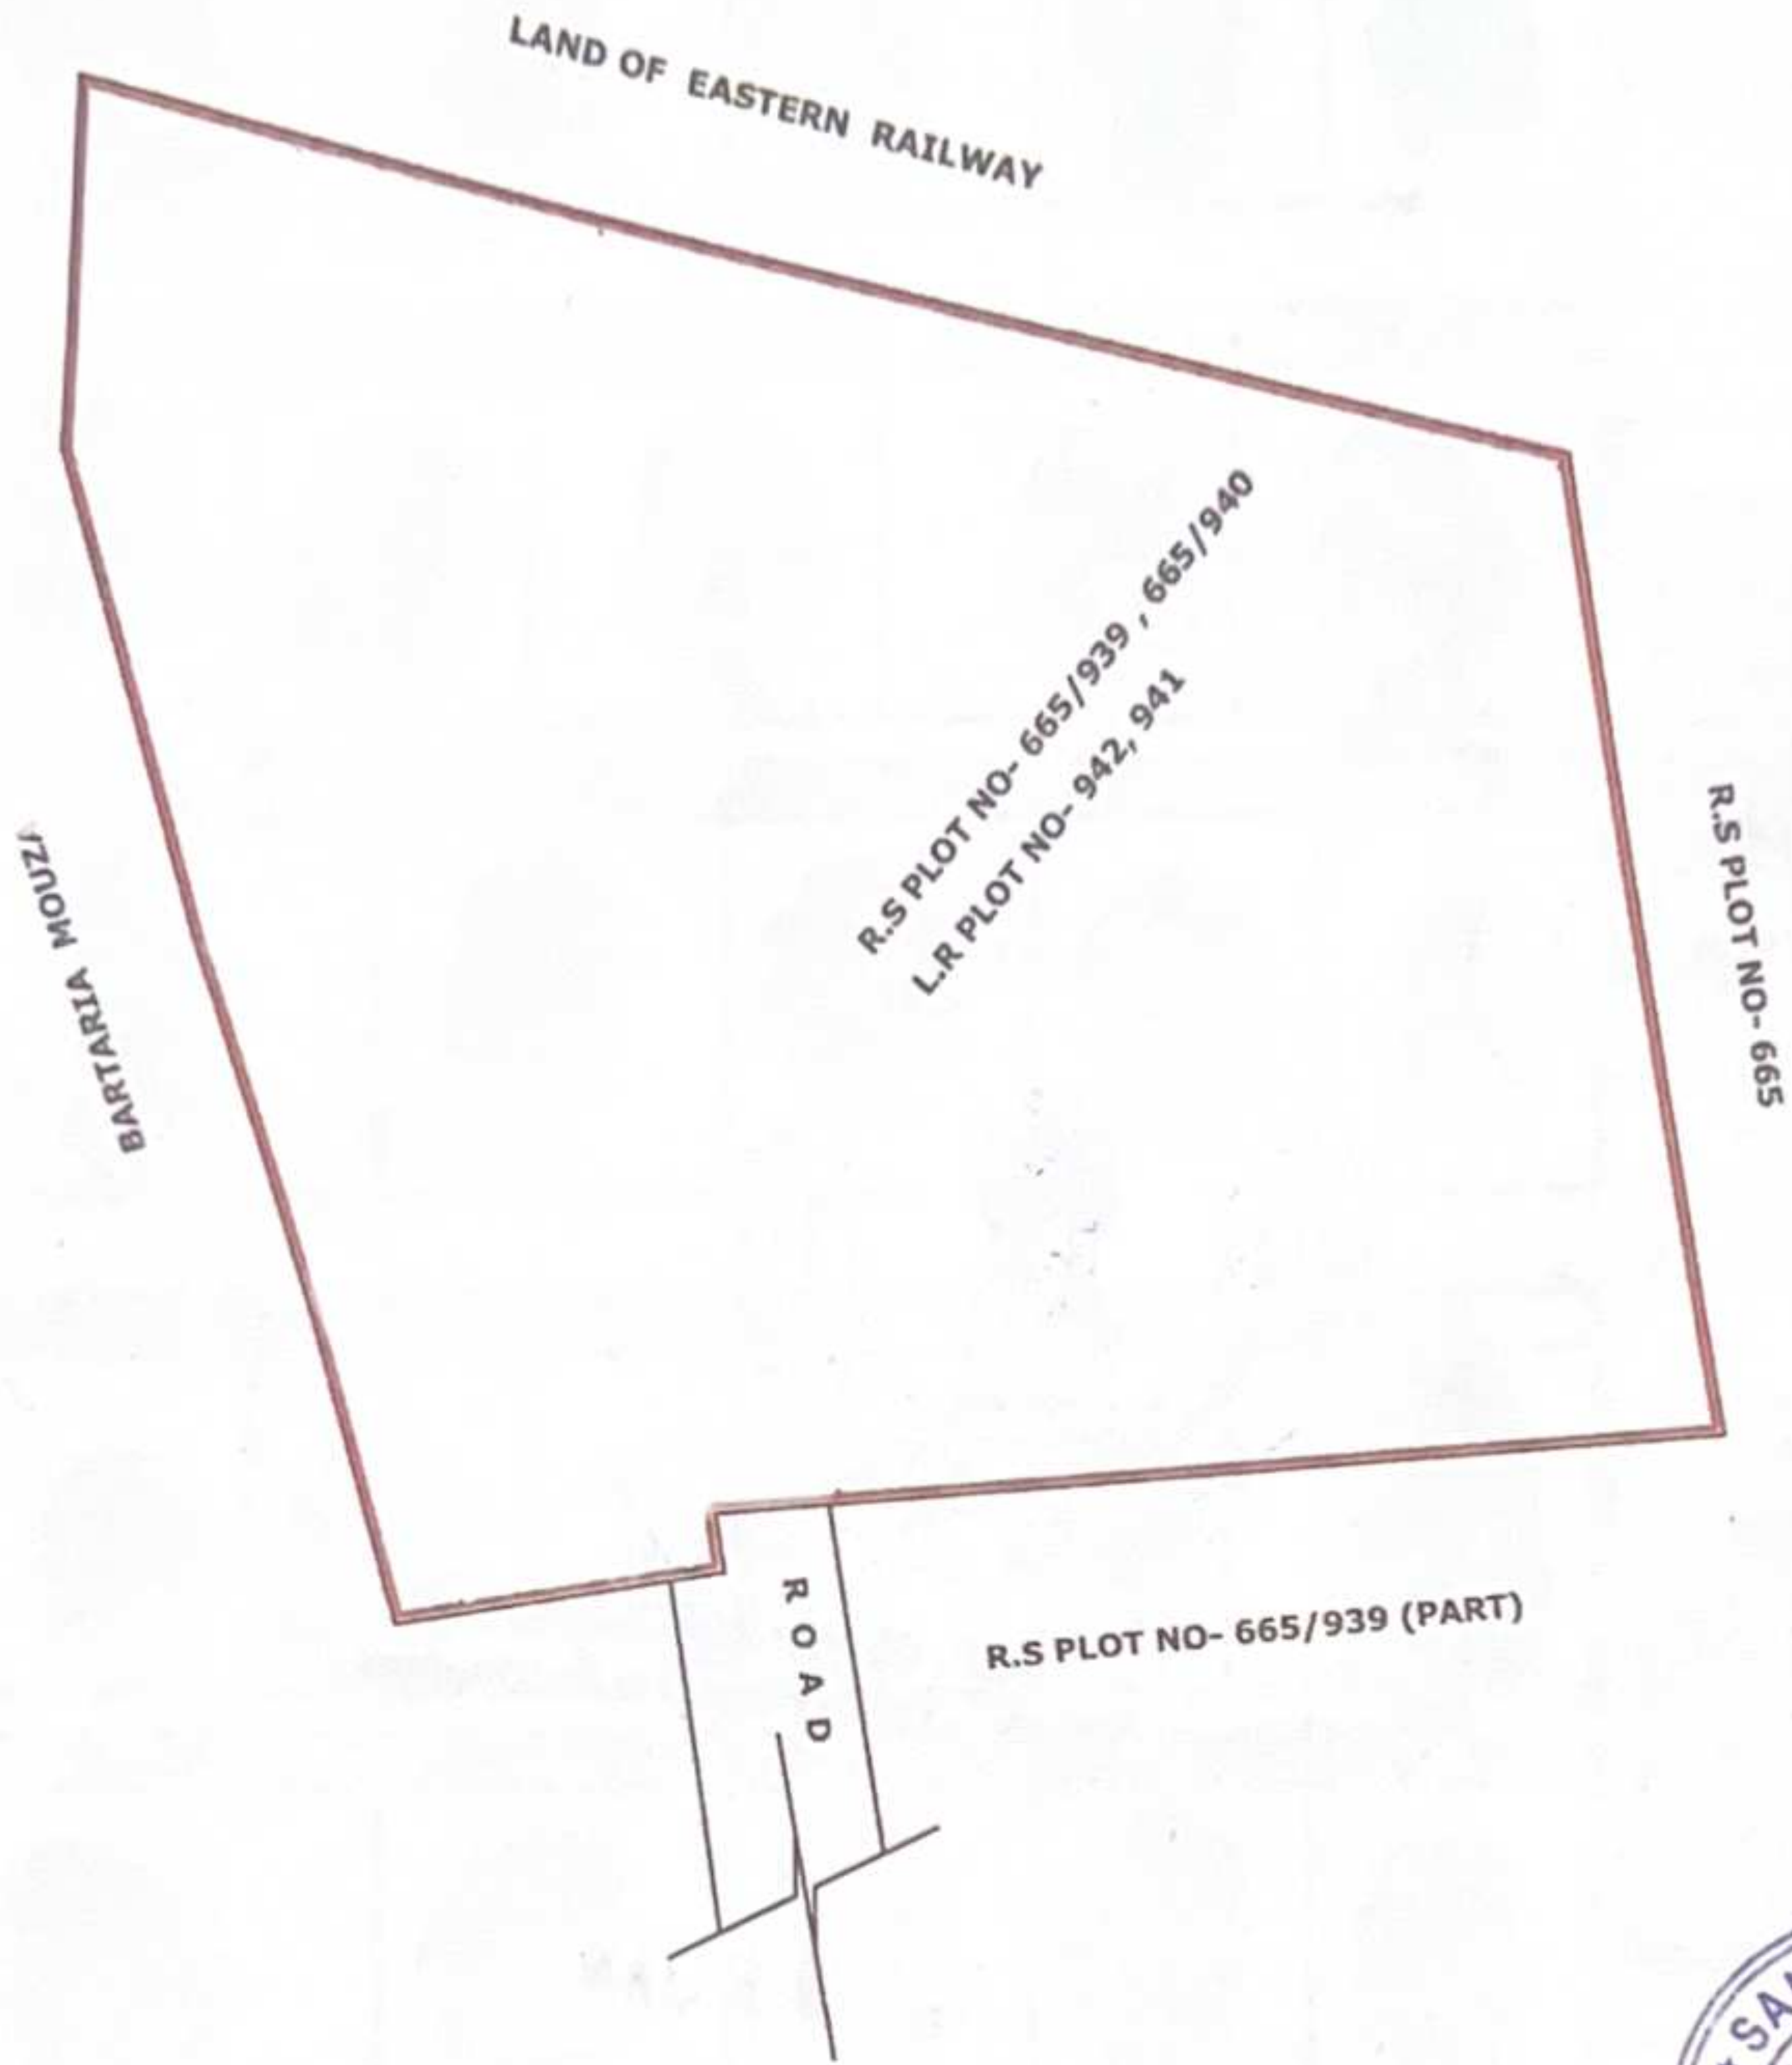 LAND OF EASTERN RAILWAY
R.S PLOT NO- 665/939 , 665/940
L.R PLOT NO- 942, 941
R.S PLOT NO- 665
BARTARIA MOUZ
ROAD
R.S PLOT NO- 665/939 (PART)